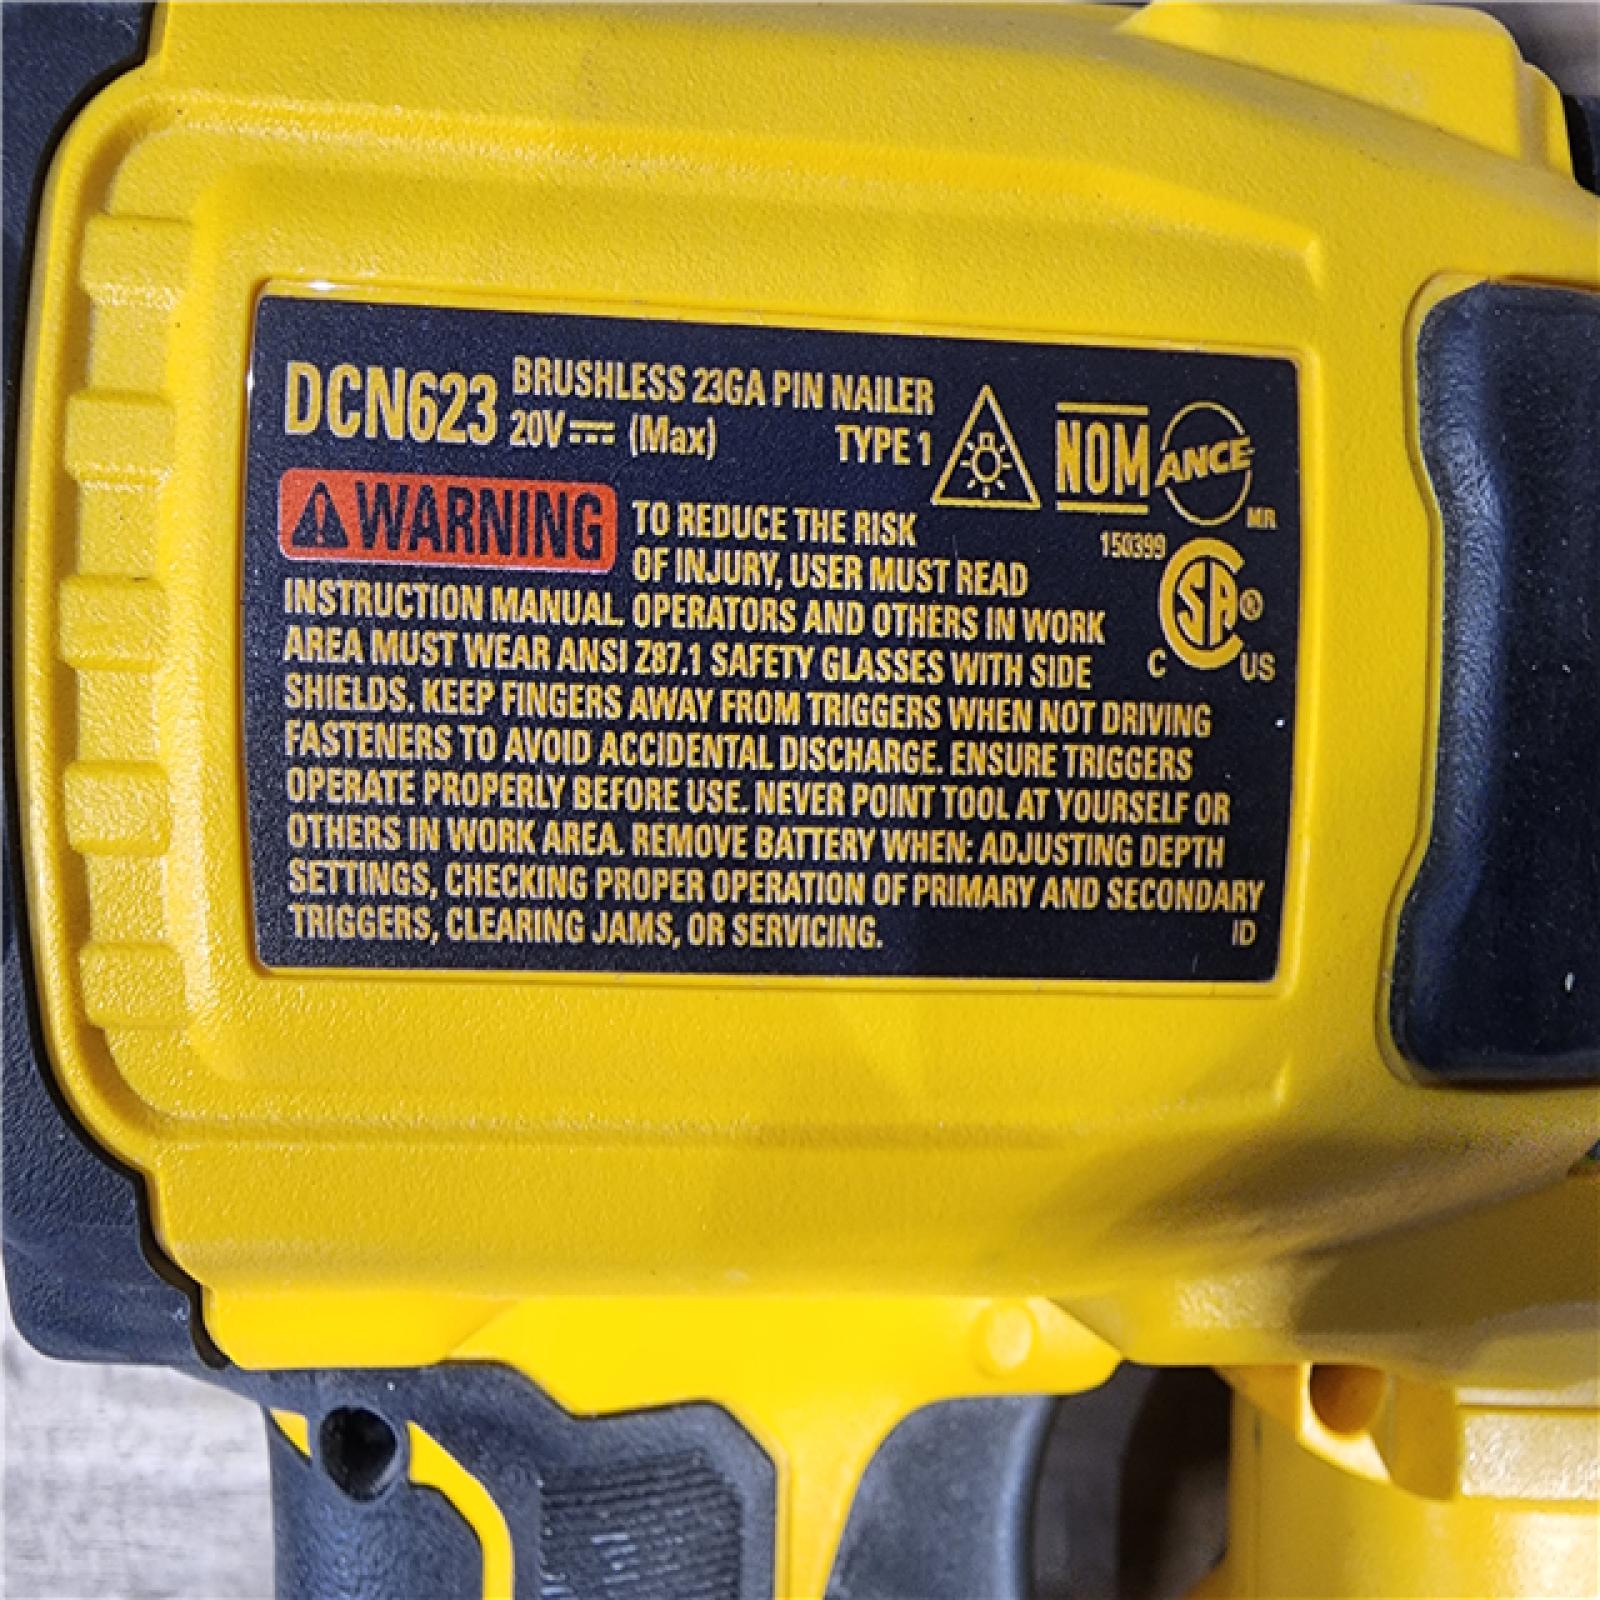 DCN623 BRUSHLESS 23GA PIN NAILER
20V (Max) TYPE 1
NOM ANCE MR
150399
WARNING TO REDUCE THE RISK
OF INJURY, USER MUST READ
INSTRUCTION MANUAL. OPERATORS AND OTHERS IN WORK
AREA MUST WEAR ANSI Z87.1 SAFETY GLASSES WITH SIDE
SHIELDS. KEEP FINGERS AWAY FROM TRIGGERS WHEN NOT DRIVING
FASTENERS TO AVOID ACCIDENTAL DISCHARGE. ENSURE TRIGGERS
OPERATE PROPERLY BEFORE USE. NEVER POINT TOOL AT YOURSELF OR
OTHERS IN WORK AREA. REMOVE BATTERY WHEN: ADJUSTING DEPTH
SETTINGS, CHECKING PROPER OPERATION OF PRIMARY AND SECONDARY
TRIGGERS, CLEARING JAMS, OR SERVICING.
ID
C SA ® US